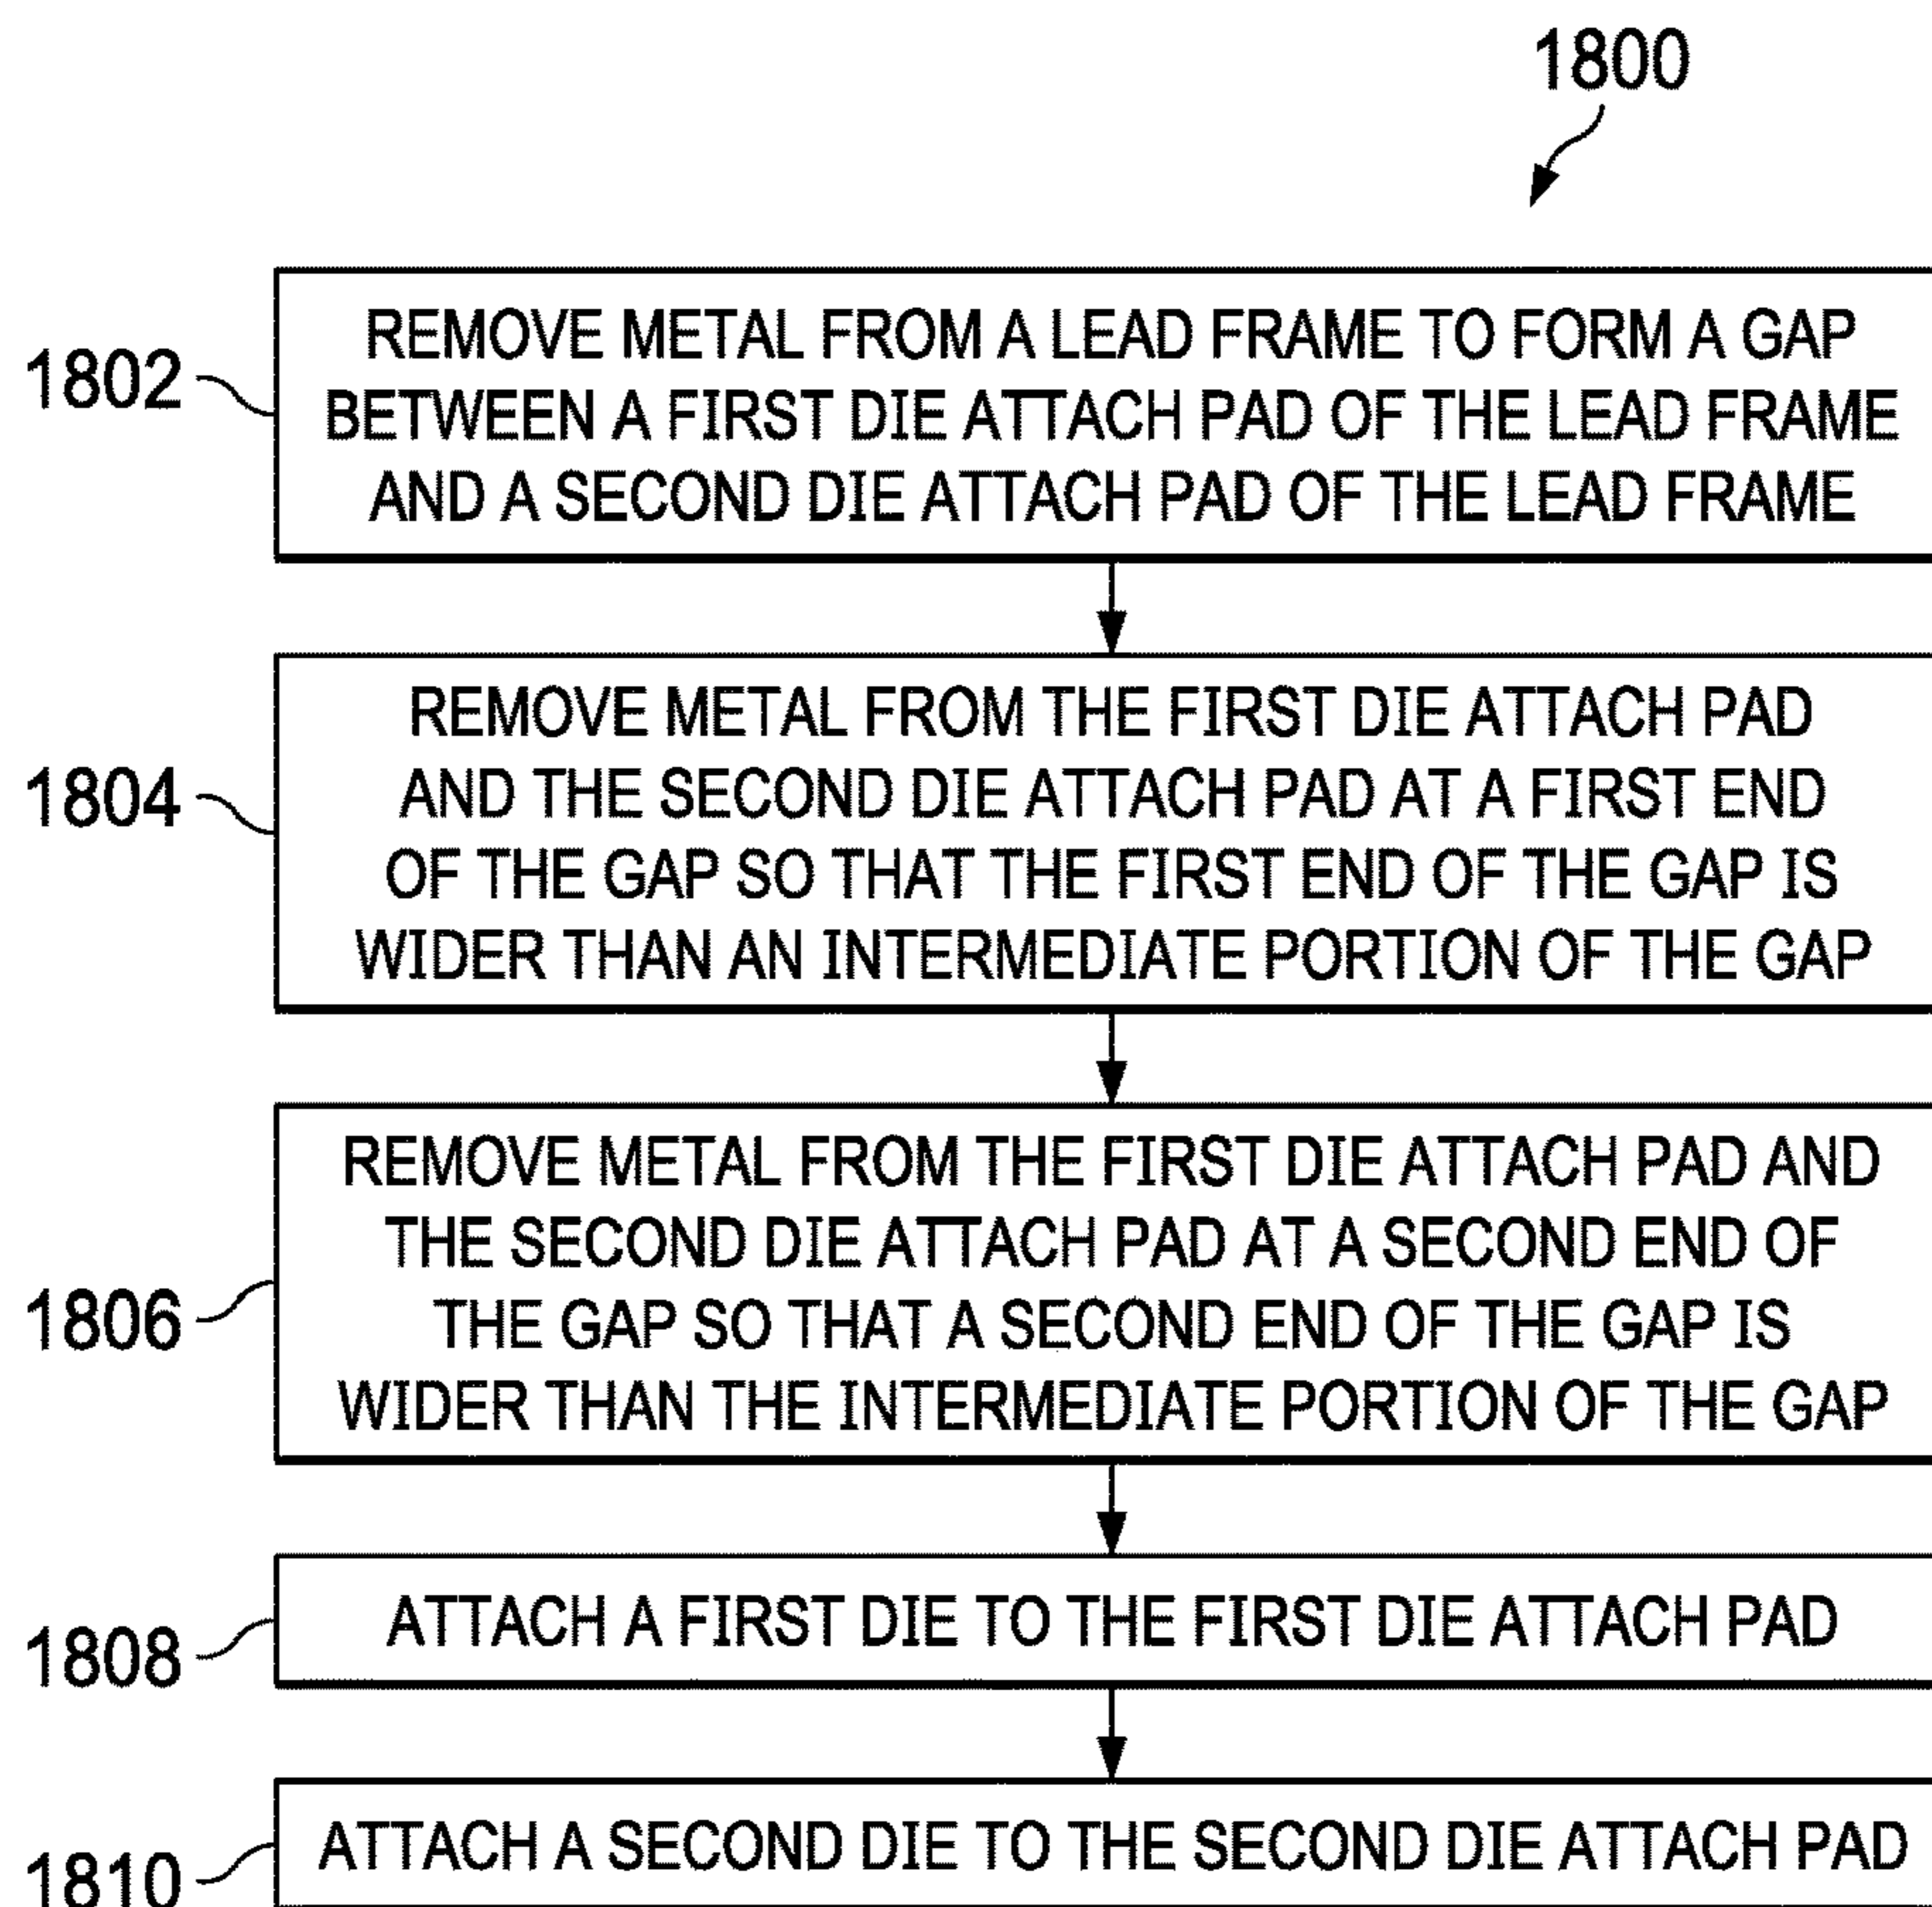 1800
1802
REMOVE METAL FROM A LEAD FRAME TO FORM A GAP
BETWEEN A FIRST DIE ATTACH PAD OF THE LEAD FRAME
AND A SECOND DIE ATTACH PAD OF THE LEAD FRAME
1804
REMOVE METAL FROM THE FIRST DIE ATTACH PAD
AND THE SECOND DIE ATTACH PAD AT A FIRST END
OF THE GAP SO THAT THE FIRST END OF THE GAP IS
WIDER THAN AN INTERMEDIATE PORTION OF THE GAP
1806
REMOVE METAL FROM THE FIRST DIE ATTACH PAD AND
THE SECOND DIE ATTACH PAD AT A SECOND END OF
THE GAP SO THAT A SECOND END OF THE GAP IS
WIDER THAN THE INTERMEDIATE PORTION OF THE GAP
1808
ATTACH A FIRST DIE TO THE FIRST DIE ATTACH PAD
1810
ATTACH A SECOND DIE TO THE SECOND DIE ATTACH PAD